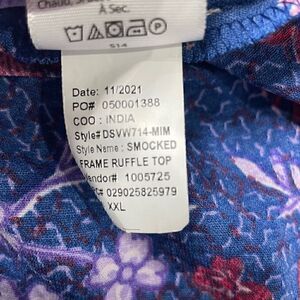 Chaud, 
À Sec.
514
Date: 11/2021
PO# 050001388
COO : INDIA
Style# DSVW714-MIM
Style Name : SMOCKED
FRAME RUFFLE TOP
Vendor# 1005725
# 029025825979
XXL